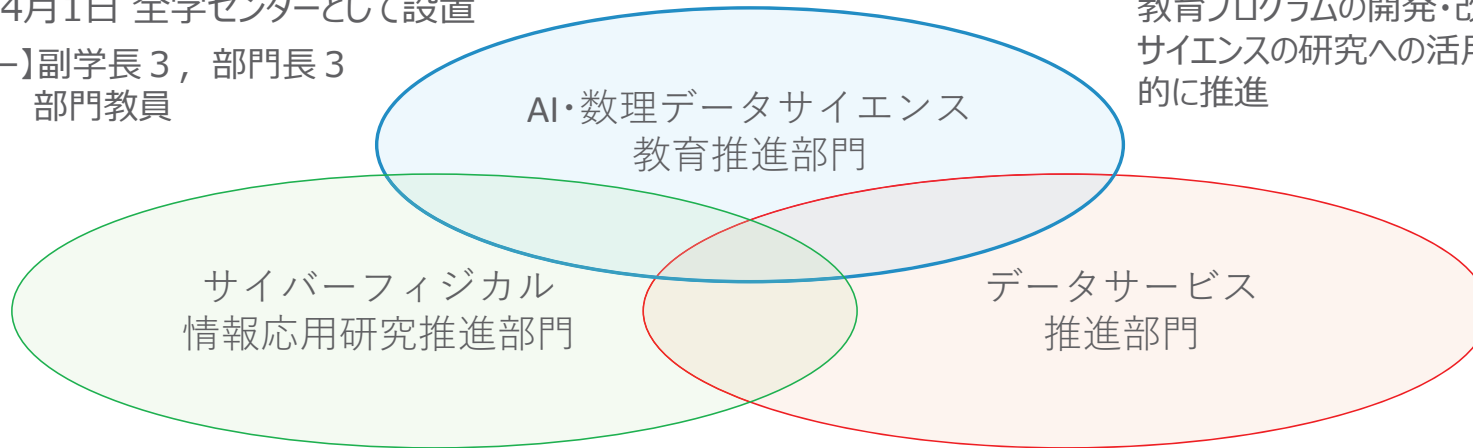 4月1日 全学センターとして設置
ー】副学長３，部門長３
部門教員
教育プログラムの開発・改
サイエンスの研究への活用
的に推進
AI・数理データサイエンス
教育推進部門
サイバーフィジカル
情報応用研究推進部門
データサービス
推進部門